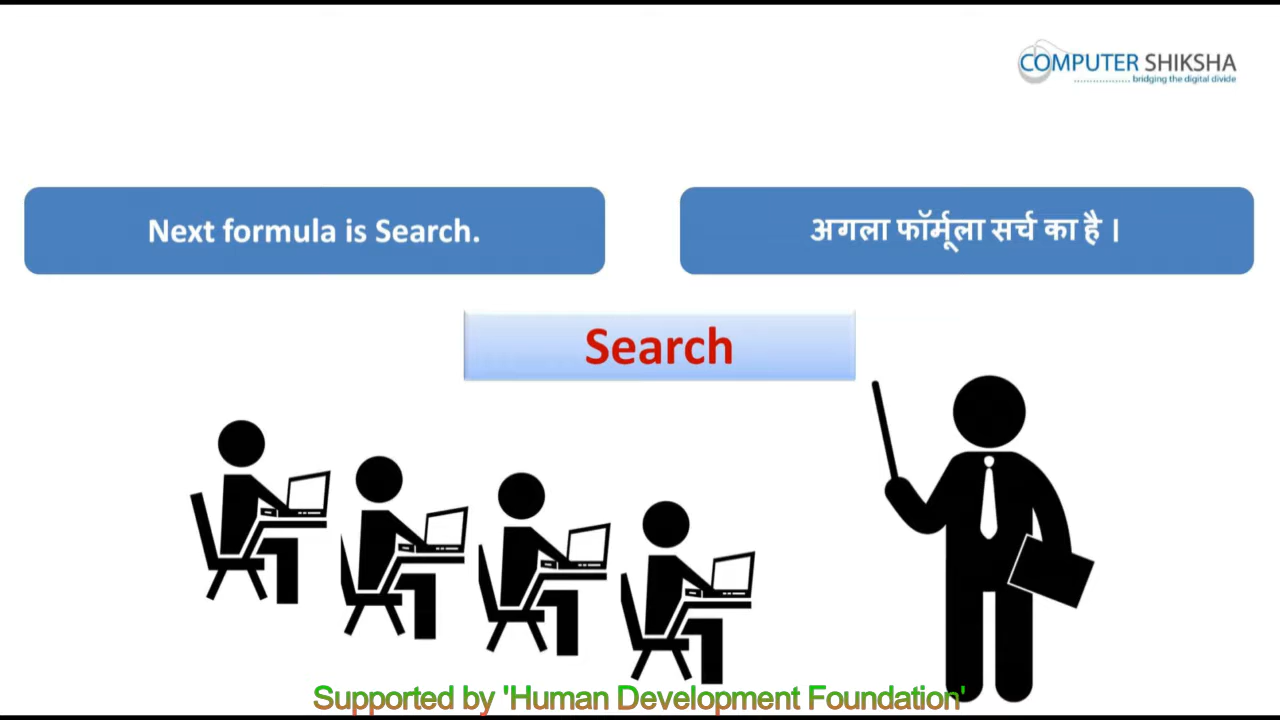 COMPUTER SHIKSHA
bridging the digital divide
Next formula is Search.
अगला फॉर्मूला सर्च का है ।
Search
Supported by 'Human Development Foundation'